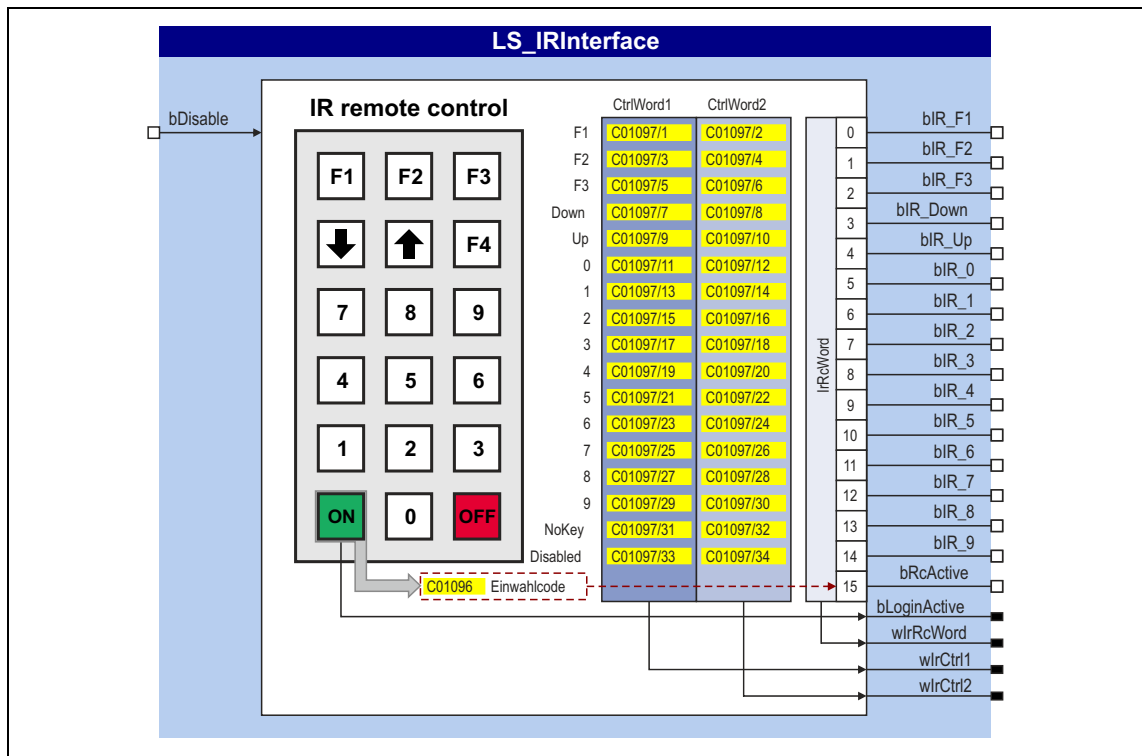 LS_IRInterface
bDisable
IR remote control
F1 F2 F3
F4
7 8 9
4 5 6
1 2 3
ON 0 OFF
C01096 Einwahlcode
CtrlWord1 CtrlWord2
F1 C01097/1 C01097/2
F2 C01097/3 C01097/4
F3 C01097/5 C01097/6
Down C01097/7 C01097/8
Up C01097/9 C01097/10
0 C01097/11 C01097/12
1 C01097/13 C01097/14
2 C01097/15 C01097/16
3 C01097/17 C01097/18
4 C01097/19 C01097/20
5 C01097/21 C01097/22
6 C01097/23 C01097/24
7 C01097/25 C01097/26
8 C01097/27 C01097/28
9 C01097/29 C01097/30
NoKey C01097/31 C01097/32
Disabled C01097/33 C01097/34
IrRcWord
0 bIR_F1
1 bIR_F2
2 bIR_F3
3 bIR_Down
4 bIR_Up
5 bIR_0
6 bIR_1
7 bIR_2
8 bIR_3
9 bIR_4
10 bIR_5
11 bIR_6
12 bIR_7
13 bIR_8
14 bIR_9
15 bRcActive
bLoginActive
wIrRcWord
wIrCtrl1
wIrCtrl2